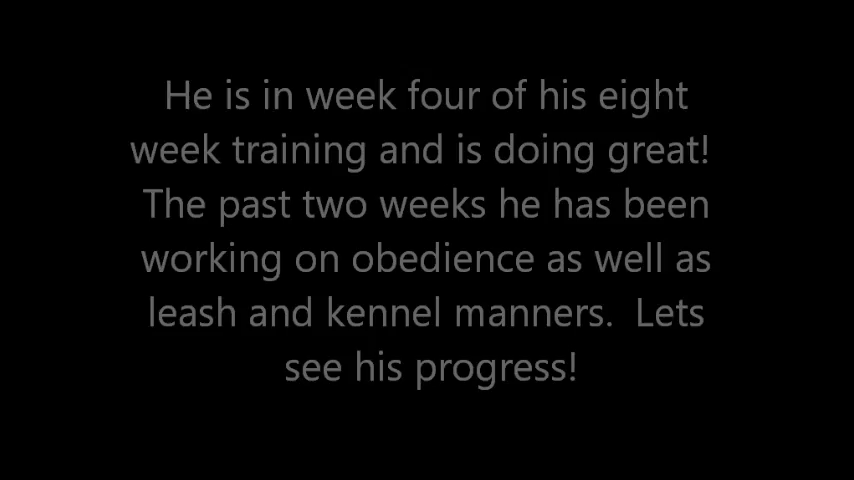 He is in week four of his eight
week training and is doing great!
The past two weeks he has been
working on obedience as well as
leash and kennel manners.  Lets
see his progress!